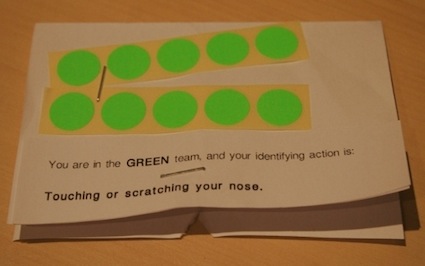 You are in the GREEN team, and your identifying action is:
Touching or scratching your nose.